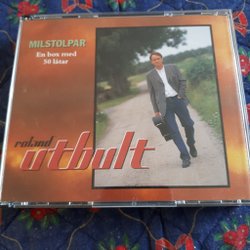 MILSTOLPAR
En box med
50 låtar
roland
utbult